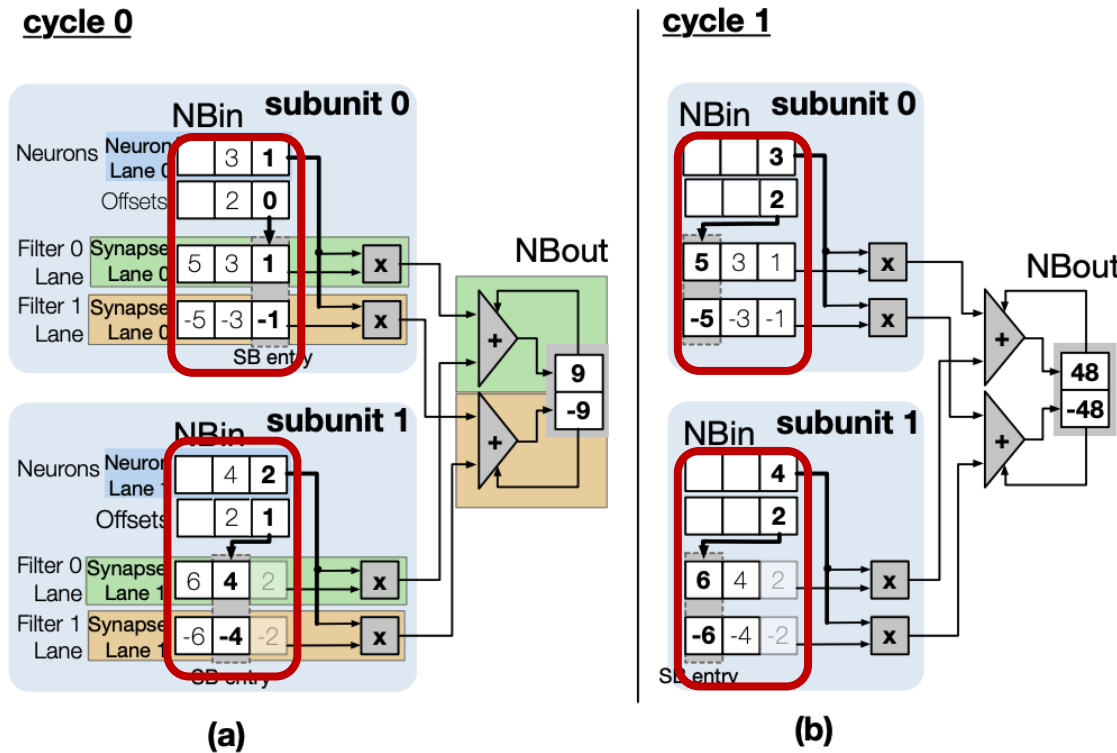 cycle 0
subunit 0
NBin
Neurons Neuron Lane 0 3 1
Offsets 2 0
Filter 0 Lane Synapse Lane 0 5 3 1 x
Filter 1 Lane Synapse Lane 0 -5 -3 -1 x
SB entry
NBout
+ 9
+ -9
subunit 1
NBin
Neurons Neuron Lane 1 4 2
Offsets 2 1
Filter 0 Lane Synapse Lane 1 6 4 2 x
Filter 1 Lane Synapse Lane 1 -6 -4 -2 x
SB entry
(a)
cycle 1
subunit 0
NBin
3
2
5 3 1 x
-5 -3 -1 x
NBout
+ 48
+ -48
subunit 1
NBin
4
2
6 4 2 x
-6 -4 -2 x
SB entry
(b)